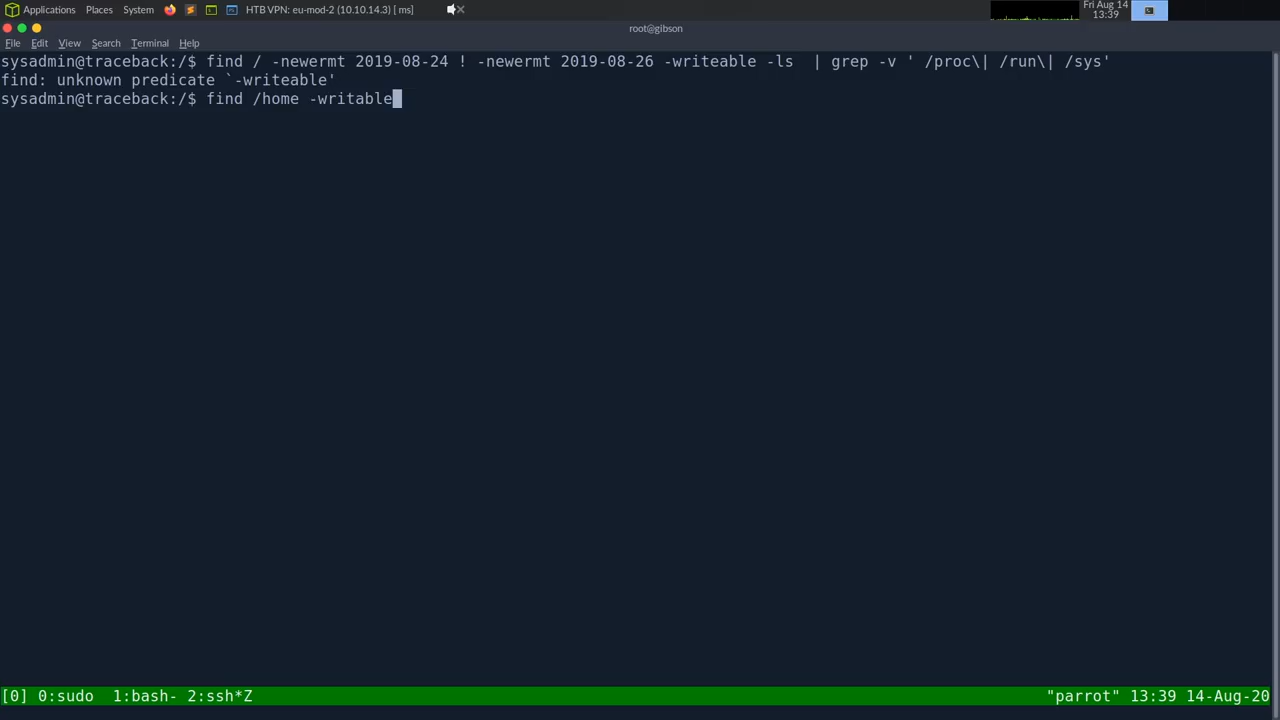 Applications Places System HTB VPN: eu-mod-2 (10.10.14.3) [ ms] Fri Aug 14 13:39
root@gibson
File Edit View Search Terminal Help
sysadmin@traceback:/$ find / -newermt 2019-08-24 ! -newermt 2019-08-26 -writeable -ls  | grep -v ' /proc\| /run\| /sys'
find: unknown predicate `-writeable'
sysadmin@traceback:/$ find /home -writable
[0] 0:sudo  1:bash- 2:ssh*Z "parrot" 13:39 14-Aug-20